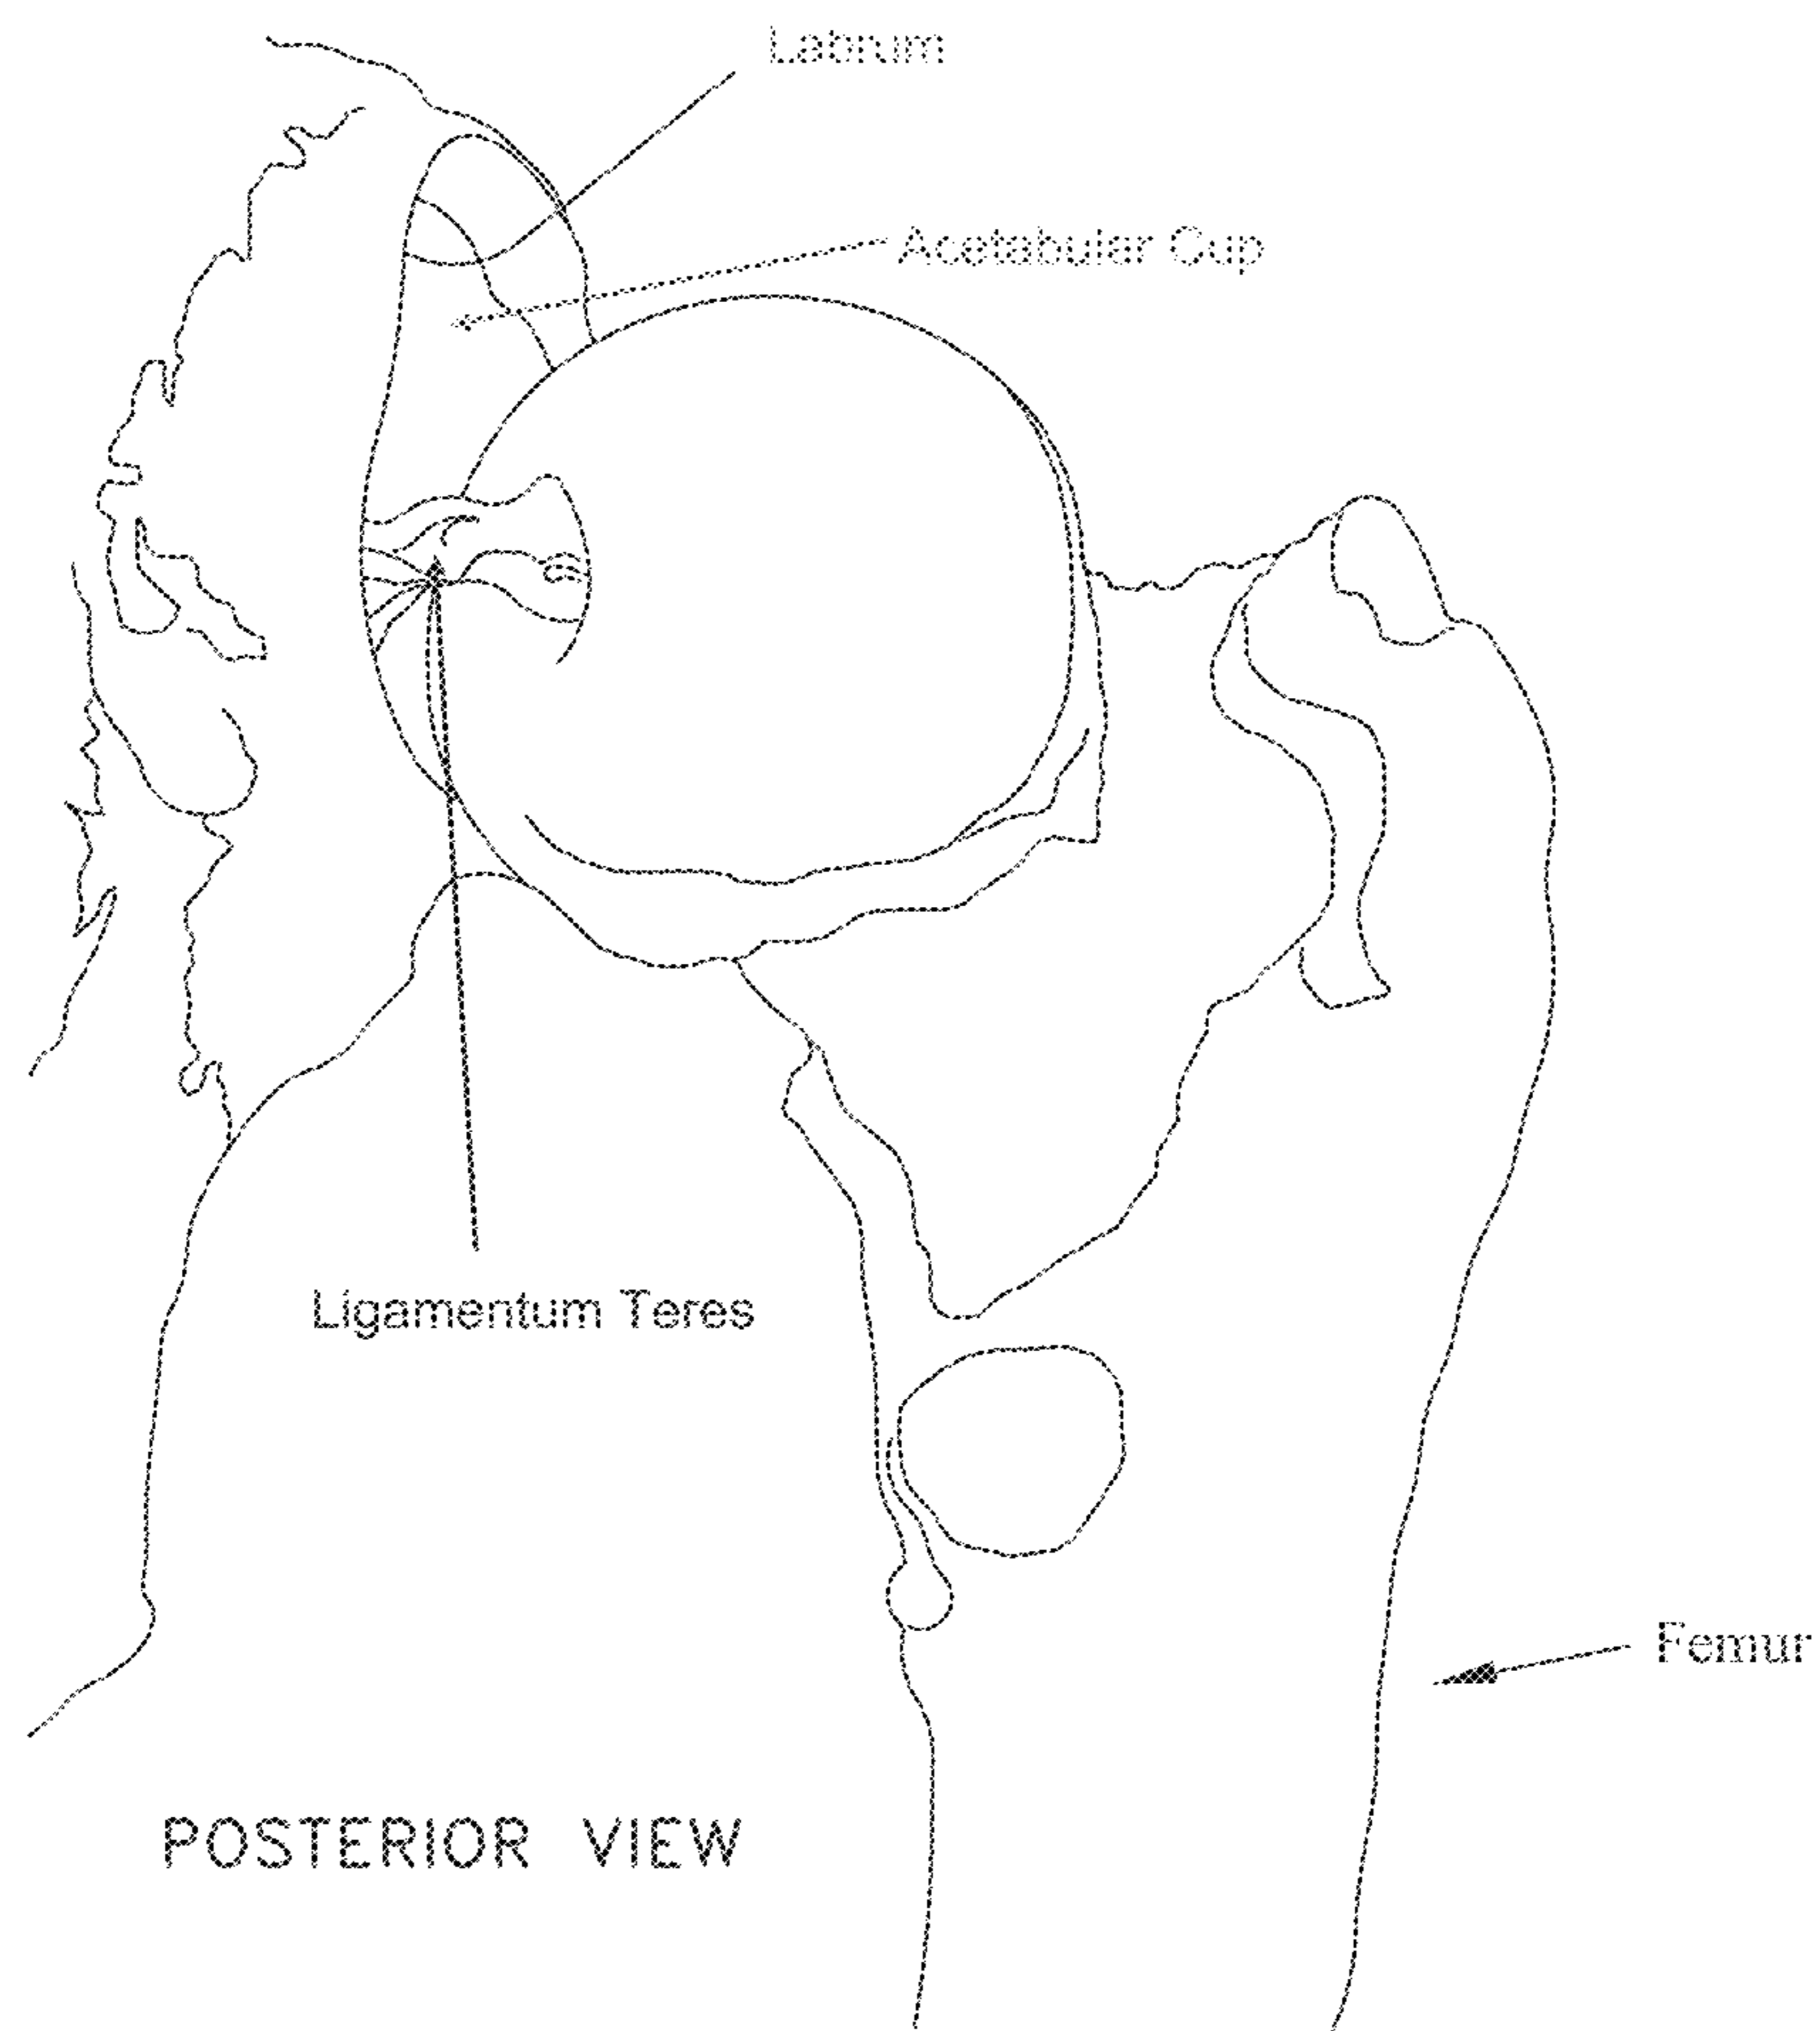 Labrum
Acetabular Cup
Ligamentum Teres
Femur
POSTERIOR VIEW